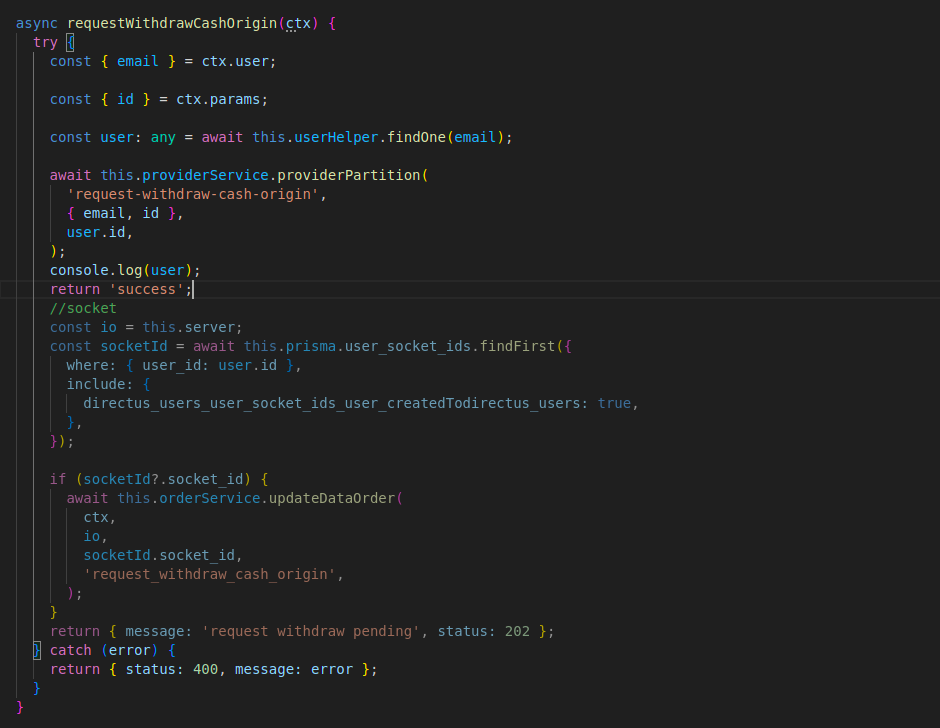 async requestWithdrawCashOrigin(ctx) {
try {
const { email } = ctx.user;
const { id } = ctx.params;
const user: any = await this.userHelper.findOne(email);
await this.providerService.providerPartition(
'request-withdraw-cash-origin',
{ email, id },
user.id,
);
console.log(user);
return 'success';
//socket
const io = this.server;
const socketId = await this.prisma.user_socket_ids.findFirst({
where: { user_id: user.id },
include: {
directus_users_user_socket_ids_user_createdTodirectus_users: true,
},
});
if (socketId?.socket_id) {
await this.orderService.updateDataOrder(
ctx,
io,
socketId.socket_id,
'request_withdraw_cash_origin',
);
}
return { message: 'request withdraw pending', status: 202 };
} catch (error) {
return { status: 400, message: error };
}
}